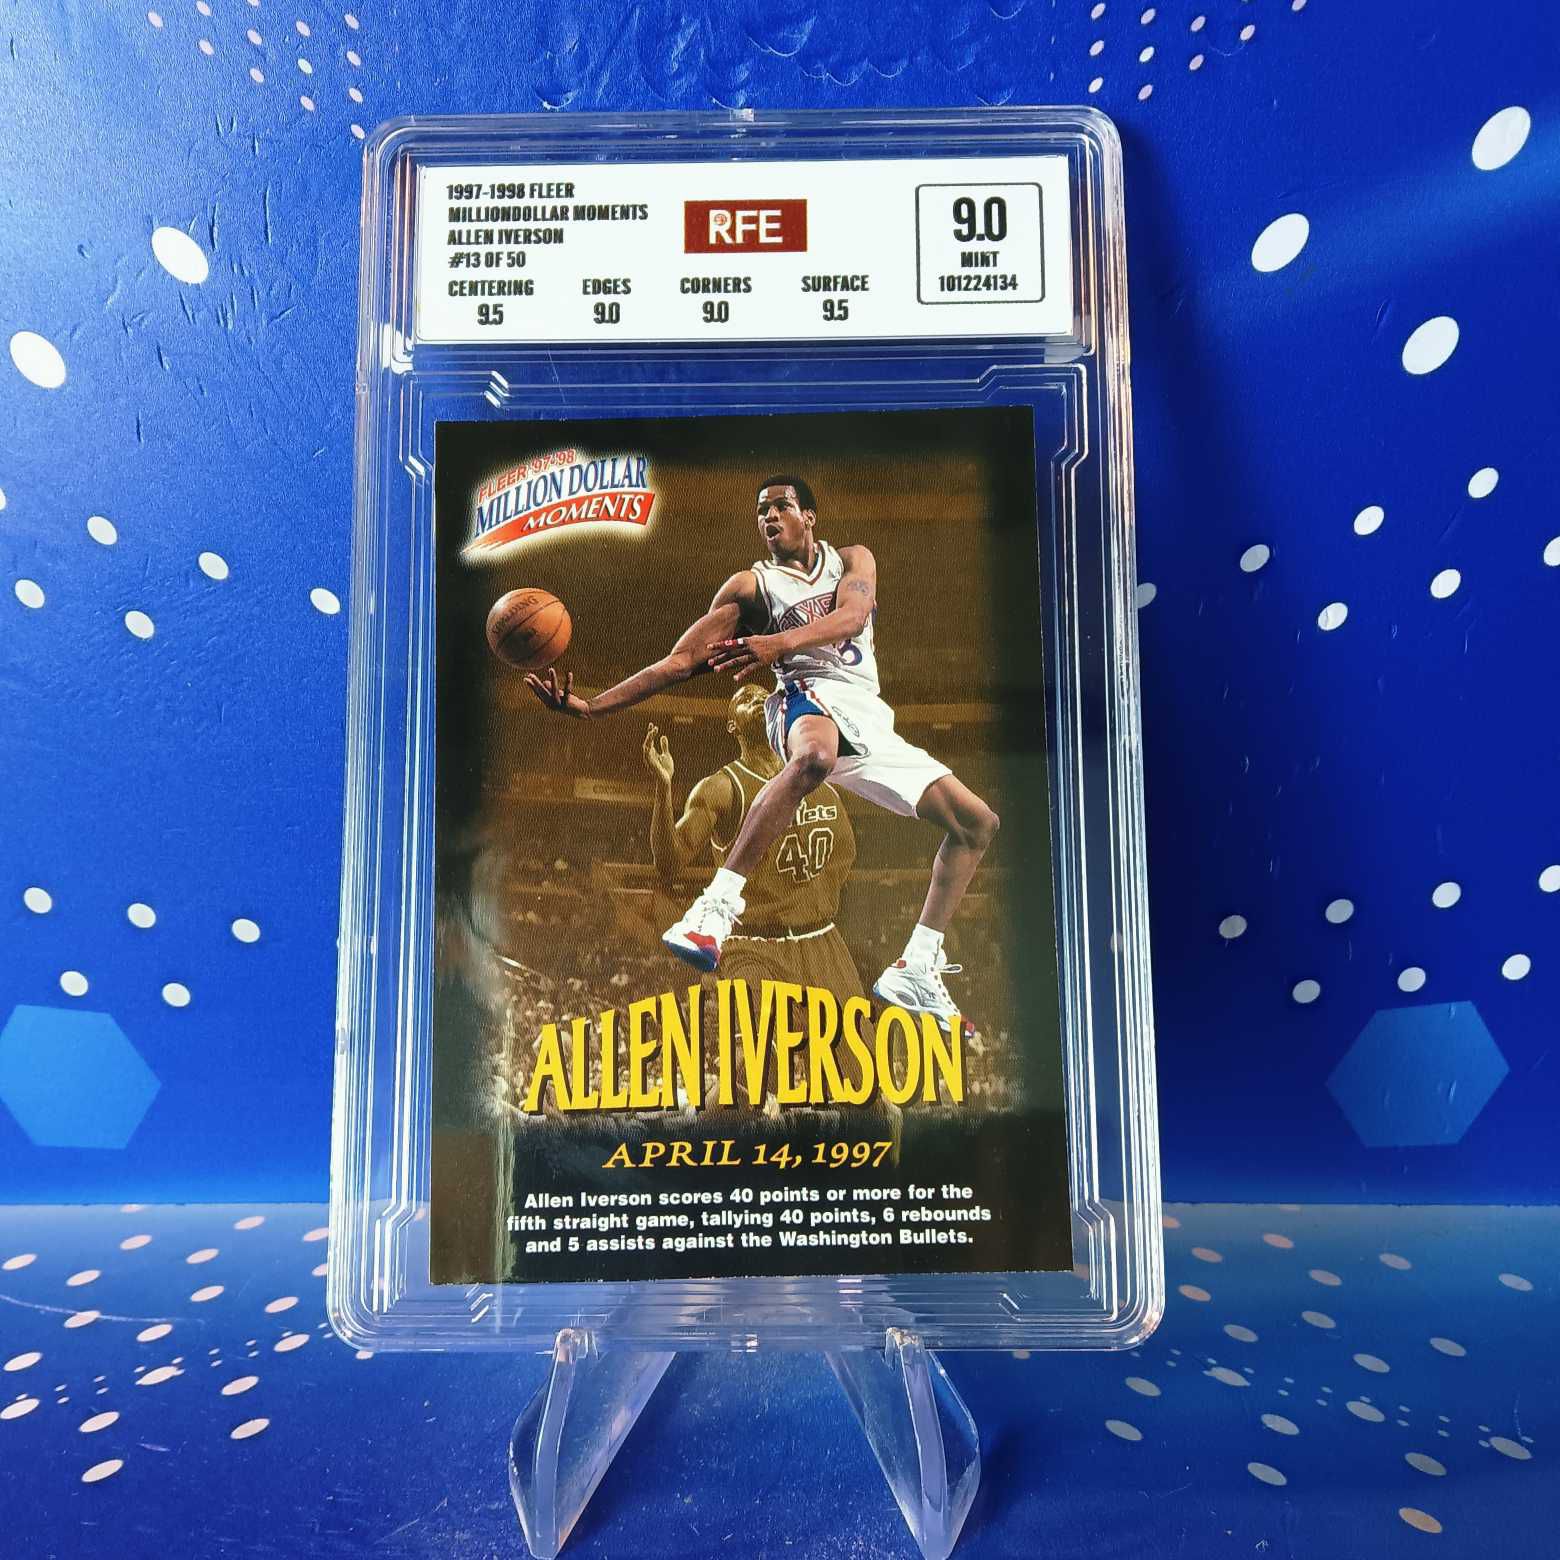 1997-1998 FLEER
MILLIONDOLLAR MOMENTS
ALLEN IVERSON
#13 OF 50
RFE
9.0
MINT
101224134
CENTERING EDGES CORNERS SURFACE
9.5 9.0 9.0 9.5
FLEER '97-'98
MILLION DOLLAR
MOMENTS
SPALDING
40
ALLEN IVERSON
APRIL 14, 1997
Allen Iverson scores 40 points or more for the
fifth straight game, tallying 40 points, 6 rebounds
and 5 assists against the Washington Bullets.